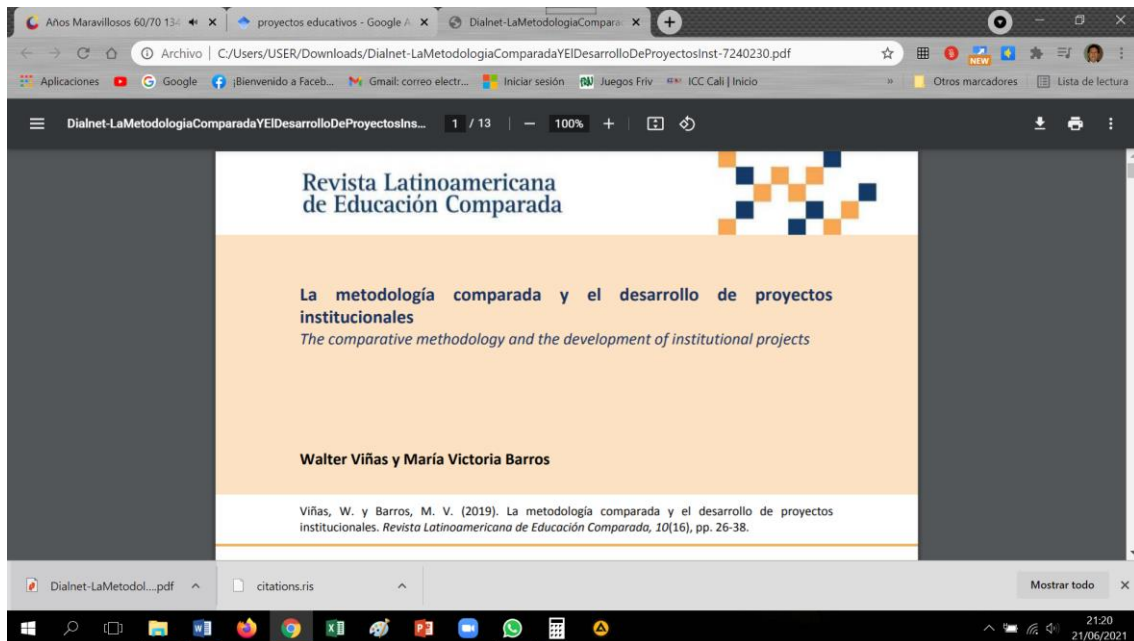 Años Maravillosos 60/70 134
proyectos educativos - Google A
Dialnet-LaMetodologiaCompara
Archivo | C:/Users/USER/Downloads/Dialnet-LaMetodologiaComparadaYElDesarrolloDeProyectosInst-7240230.pdf
NEW
Aplicaciones
Google
¡Bienvenido a Faceb...
Gmail: correo electr...
Iniciar sesión
Juegos Friv
ICC Cali | Inicio
»
Otros marcadores
Lista de lectura
Dialnet-LaMetodologiaComparadaYElDesarrolloDeProyectosIns...
1 / 13
100%
Revista Latinoamericana
de Educación Comparada
La metodología comparada y el desarrollo de proyectos
institucionales
The comparative methodology and the development of institutional projects
Walter Viñas y María Victoria Barros
Viñas, W. y Barros, M. V. (2019). La metodología comparada y el desarrollo de proyectos
institucionales. Revista Latinoamericana de Educación Comparada, 10(16), pp. 26-38.
Dialnet-LaMetodol....pdf
citations.ris
Mostrar todo
21:20
21/06/2021